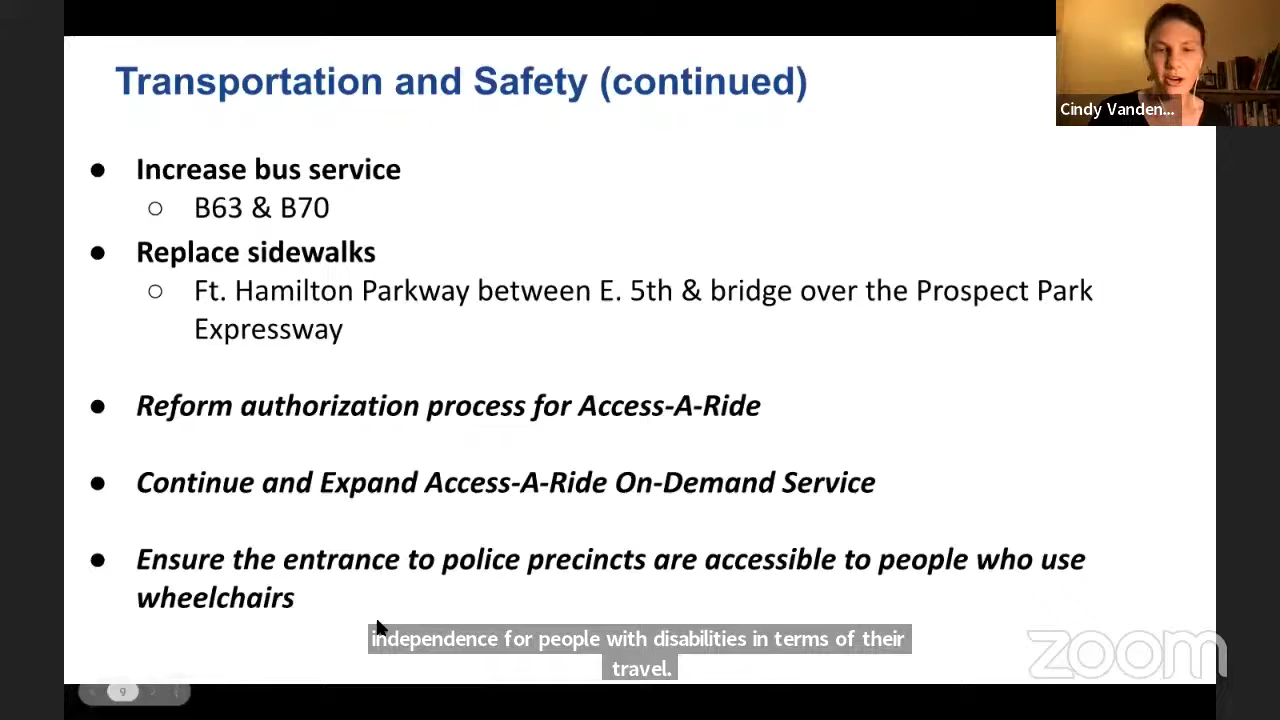 Transportation and Safety (continued)
Cindy Vanden...
● Increase bus service
○ B63 & B70
● Replace sidewalks
○ Ft. Hamilton Parkway between E. 5th & bridge over the Prospect Park
Expressway
● Reform authorization process for Access-A-Ride
● Continue and Expand Access-A-Ride On-Demand Service
● Ensure the entrance to police precincts are accessible to people who use
wheelchairs
independence for people with disabilities in terms of their
travel.
zoom
9